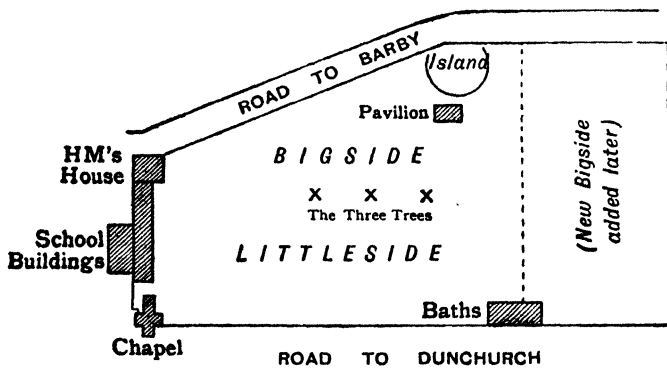 ROAD TO BARBY
Island
Pavilion
HM's
House
BIGSIDE
X X X
The Three Trees
(New Bigside
added later)
School
Buildings
LITTLESIDE
Baths
Chapel
ROAD TO DUNCHURCH